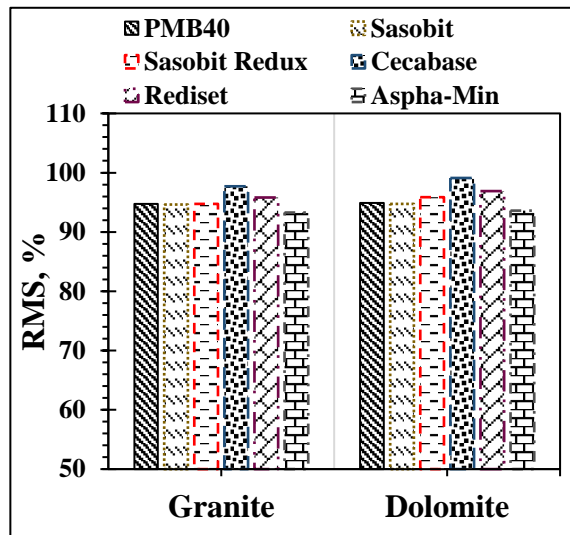 PMB40 Sasobit
Sasobit Redux Cecabase
Rediset Aspha-Min
110
100
90
80
70
60
50
RMS, %
Granite Dolomite